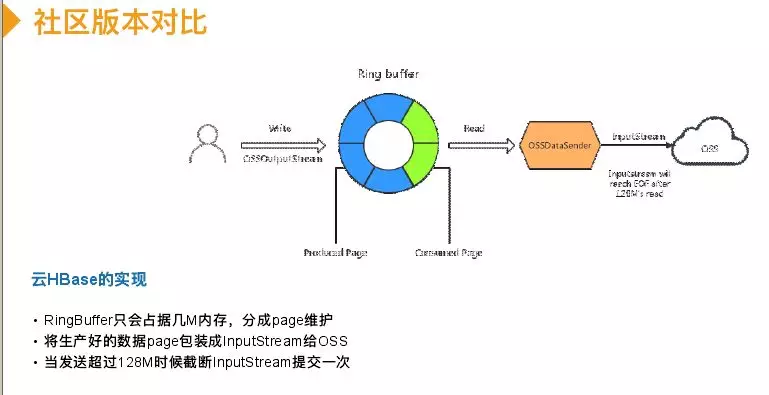 社区版本对比
Ring buffer
Write
OSSOutputStream
Read
OSSDataSender
InputStream
OSS
Inputstream will
reach EOF after
128M's read
Produced Page
Consumed Page
云HBase的实现
• RingBuffer只会占据几M内存，分成page维护
• 将生产好的数据page包装成InputStream给OSS
• 当发送超过128M时候截断InputStream提交一次